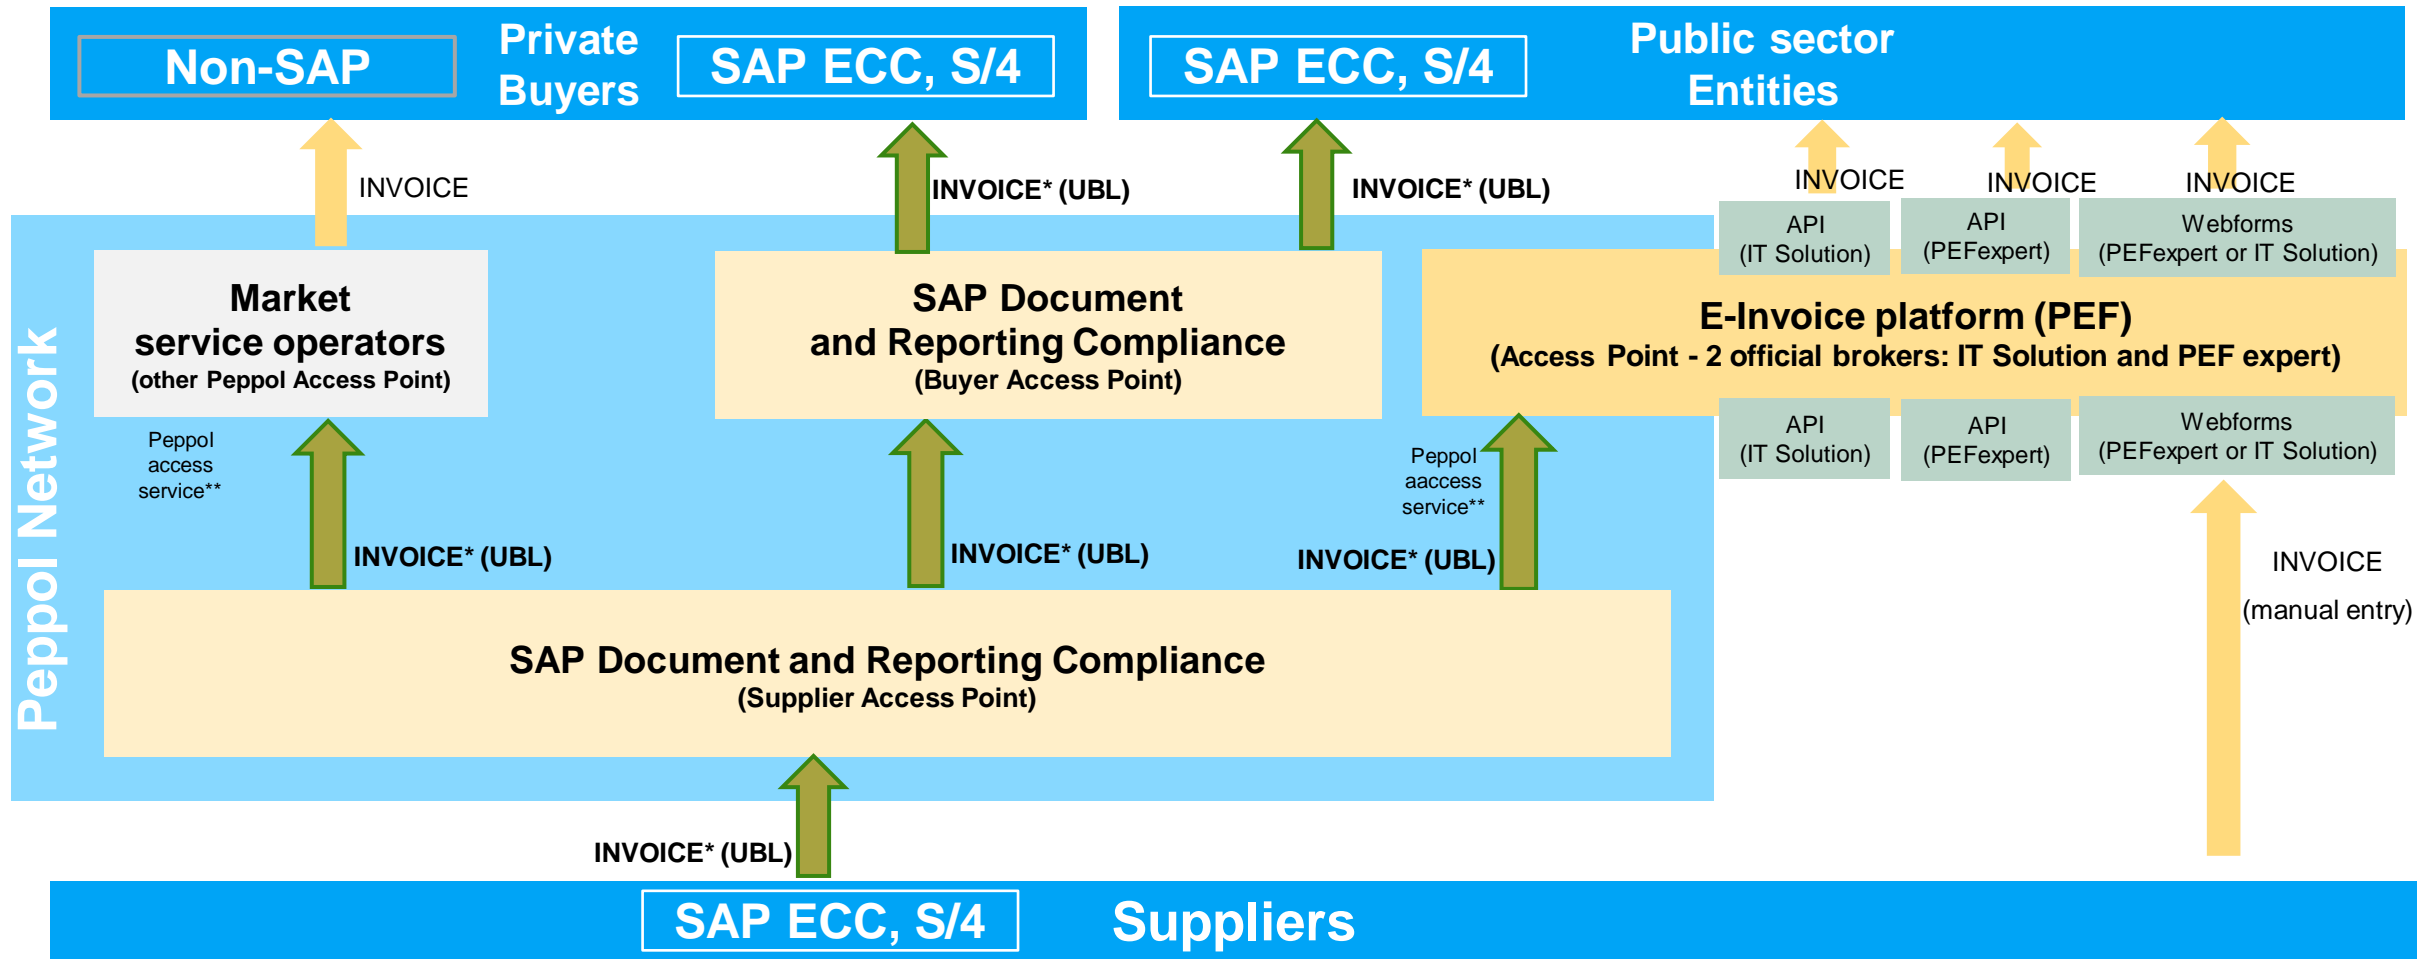 Non-SAP
Private
Buyers
SAP ECC, S/4
SAP ECC, S/4
Public sector
Entities
INVOICE
INVOICE* (UBL)
INVOICE* (UBL)
INVOICE
INVOICE
INVOICE
API
(IT Solution)
API
(PEFexpert)
Webforms
(PEFexpert or IT Solution)
Peppol Network
Market
service operators
(other Peppol Access Point)
SAP Document
and Reporting Compliance
(Buyer Access Point)
E-Invoice platform (PEF)
(Access Point - 2 official brokers: IT Solution and PEF expert)
API
(IT Solution)
API
(PEFexpert)
Webforms
(PEFexpert or IT Solution)
Peppol
access
service**
Peppol
aaccess
service**
INVOICE* (UBL)
INVOICE* (UBL)
INVOICE* (UBL)
INVOICE
(manual entry)
SAP Document and Reporting Compliance
(Supplier Access Point)
INVOICE* (UBL)
SAP ECC, S/4
Suppliers